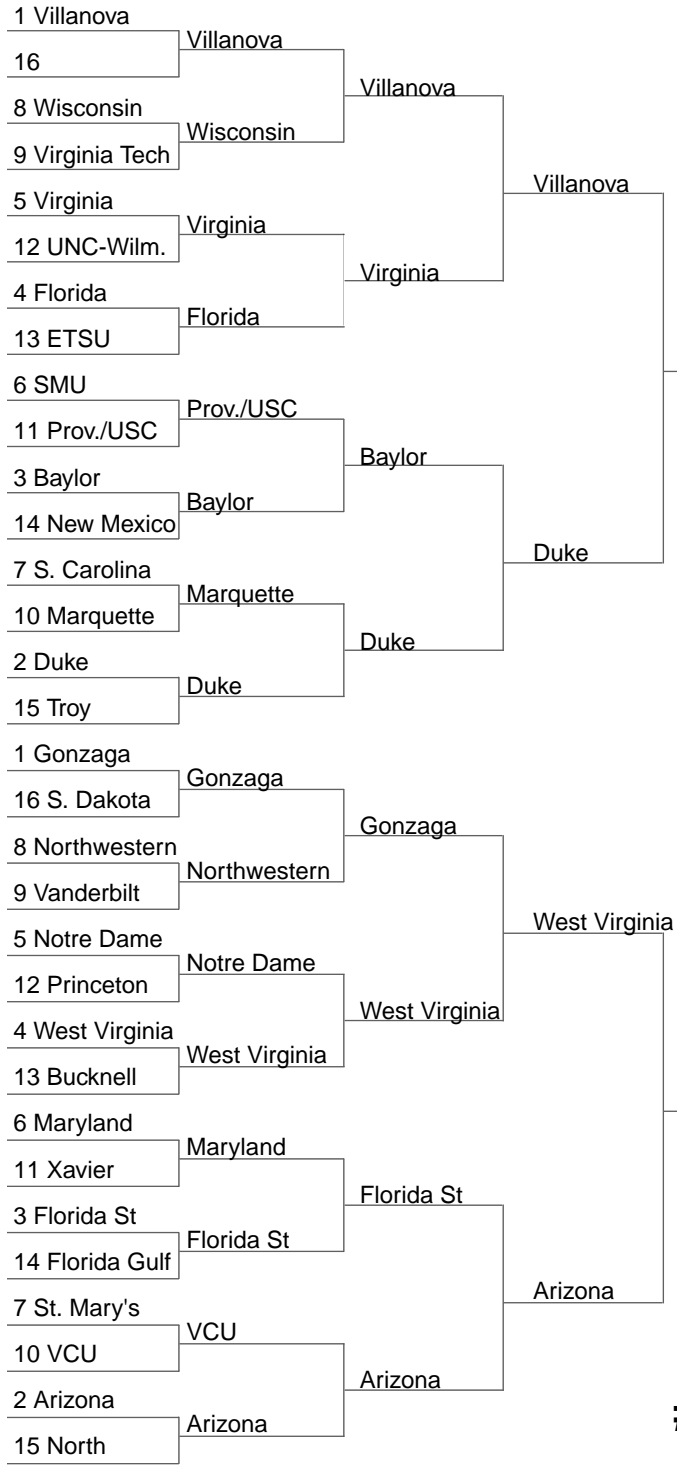 1 Villanova
16
8 Wisconsin
9 Virginia Tech
5 Virginia
12 UNC-Wilm.
4 Florida
13 ETSU
6 SMU
11 Prov./USC
3 Baylor
14 New Mexico
7 S. Carolina
10 Marquette
2 Duke
15 Troy
1 Gonzaga
16 S. Dakota
8 Northwestern
9 Vanderbilt
5 Notre Dame
12 Princeton
4 West Virginia
13 Bucknell
6 Maryland
11 Xavier
3 Florida St
14 Florida Gulf
7 St. Mary's
10 VCU
2 Arizona
15 North
Villanova
Wisconsin
Virginia
Florida
Prov./USC
Baylor
Marquette
Duke
Gonzaga
Northwestern
Notre Dame
West Virginia
Maryland
Florida St
VCU
Arizona
Villanova
Virginia
Baylor
Duke
Gonzaga
West Virginia
Florida St
Arizona
Villanova
Duke
West Virginia
Arizona